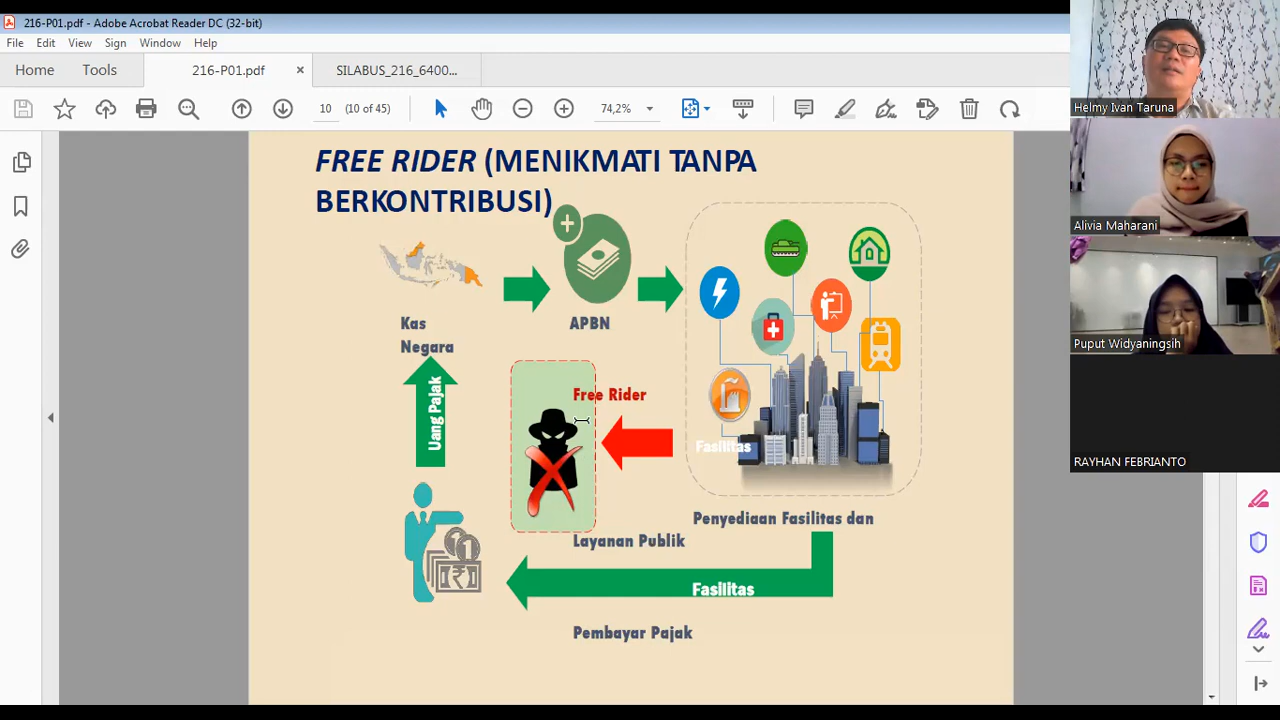 216-P01.pdf - Adobe Acrobat Reader DC (32-bit)
File Edit View Sign Window Help
Home Tools 216-P01.pdf × SILABUS_216_6400...
10 (10 of 45) 74,2%
FREE RIDER (MENIKMATI TANPA
BERKONTRIBUSI)
Kas
Negara
APBN
Uang Pajak
Free Rider
Fasilitas
Penyediaan Fasilitas dan
Layanan Publik
Fasilitas
Pembayar Pajak
Helmy Ivan Taruna
Alivia Maharani
Puput Widyaningsih
RAYHAN FEBRIANTO